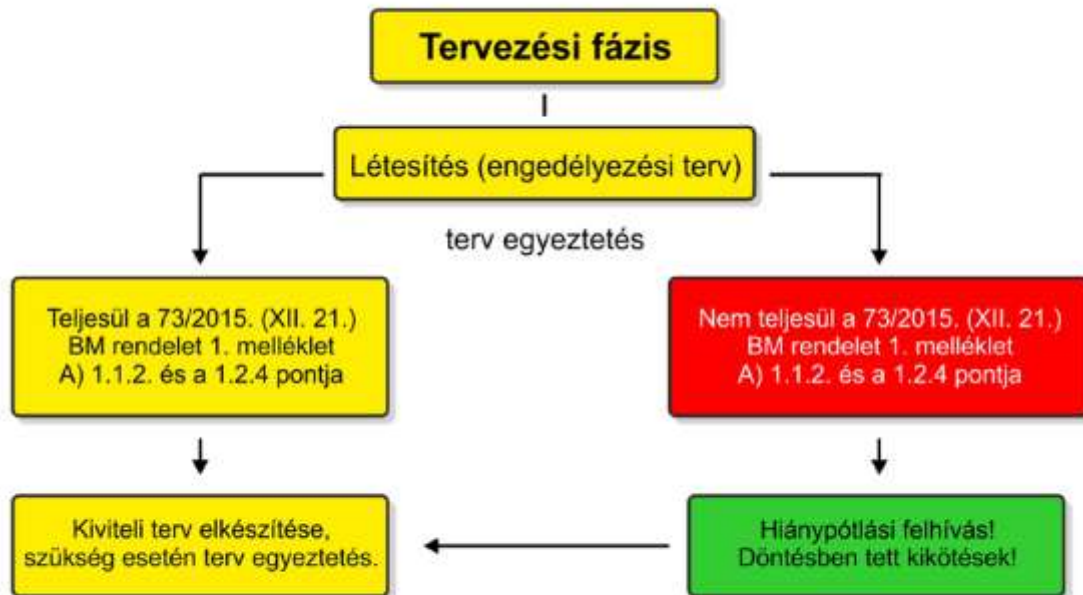 Tervezési fázis
Létesítés (engedélyezési terv)
terv egyeztetés
Teljesül a 73/2015. (XII. 21.)
BM rendelet 1. melléklet
A) 1.1.2. és a 1.2.4 pontja
Nem teljesül a 73/2015. (XII. 21.)
BM rendelet 1. melléklet
A) 1.1.2. és a 1.2.4 pontja
Kiviteli terv elkészítése,
szükség esetén terv egyeztetés.
Hiánypótlási felhívás!
Döntésben tett kikötések!